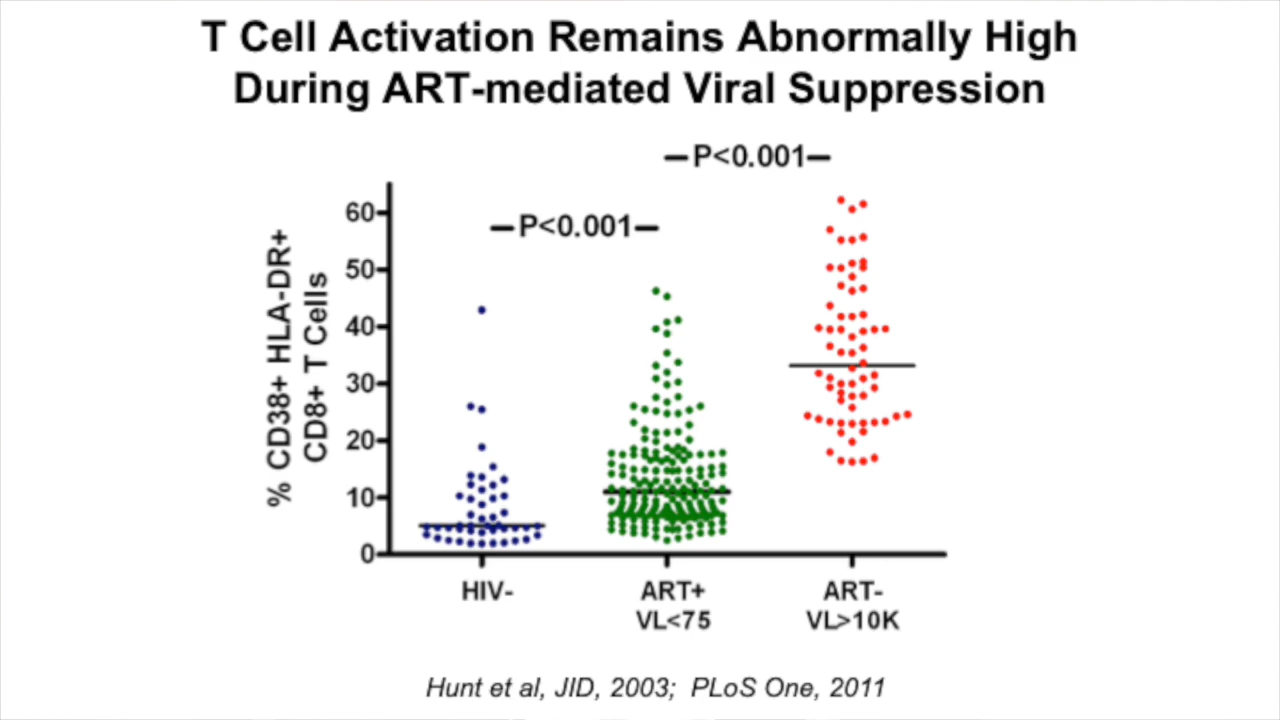 T Cell Activation Remains Abnormally High
During ART-mediated Viral Suppression
P<0.001
P<0.001
% CD38+ HLA-DR+
CD8+ T Cells
60
50
40
30
20
10
0
HIV-
ART+
VL<75
ART-
VL>10K
Hunt et al, JID, 2003; PLoS One, 2011